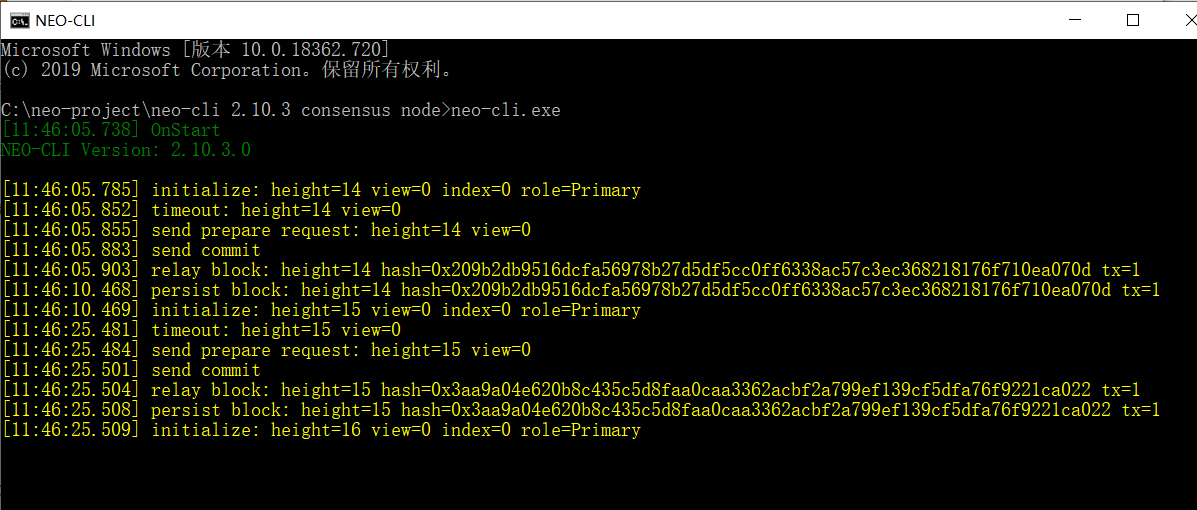 NEO-CLI
Microsoft Windows [版本 10.0.18362.720]
(c) 2019 Microsoft Corporation。保留所有权利。
C:\neo-project\neo-cli 2.10.3 consensus node>neo-cli.exe
[11:46:05.738] OnStart
NEO-CLI Version: 2.10.3.0
[11:46:05.785] initialize: height=14 view=0 index=0 role=Primary
[11:46:05.852] timeout: height=14 view=0
[11:46:05.855] send prepare request: height=14 view=0
[11:46:05.883] send commit
[11:46:05.903] relay block: height=14 hash=0x209b2db9516dcfa56978b27d5df5cc0ff6338ac57c3ec368218176f710ea070d tx=1
[11:46:10.468] persist block: height=14 hash=0x209b2db9516dcfa56978b27d5df5cc0ff6338ac57c3ec368218176f710ea070d tx=1
[11:46:10.469] initialize: height=15 view=0 index=0 role=Primary
[11:46:25.481] timeout: height=15 view=0
[11:46:25.484] send prepare request: height=15 view=0
[11:46:25.501] send commit
[11:46:25.504] relay block: height=15 hash=0x3aa9a04e620b8c435c5d8faa0caa3362acbf2a799ef139cf5dfa76f9221ca022 tx=1
[11:46:25.508] persist block: height=15 hash=0x3aa9a04e620b8c435c5d8faa0caa3362acbf2a799ef139cf5dfa76f9221ca022 tx=1
[11:46:25.509] initialize: height=16 view=0 index=0 role=Primary